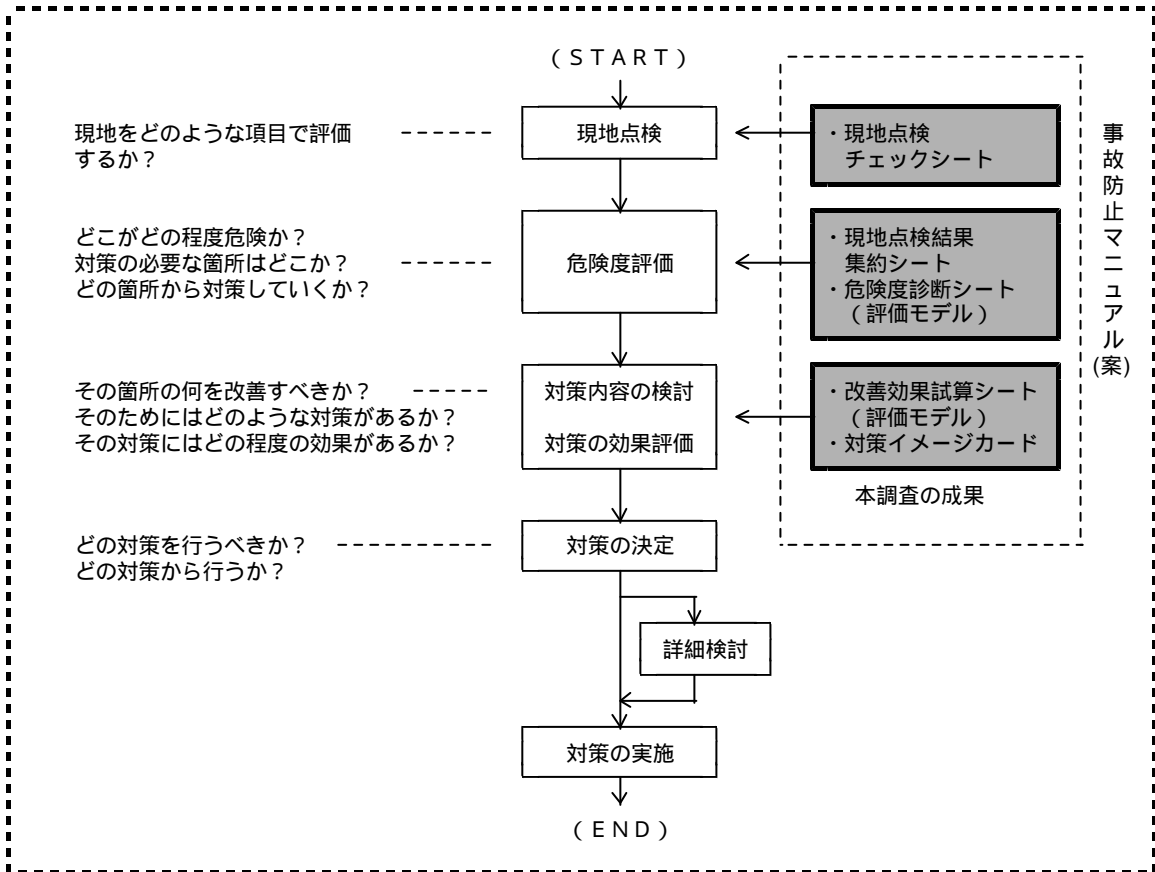 (ＳＴＡＲＴ)
現地をどのような項目で評価
するか？
現地点検
・現地点検
チェックシート
どこがどの程度危険か？
対策の必要な箇所はどこか？
どの箇所から対策していくか？
危険度評価
・現地点検結果
集約シート
・危険度診断シート
(評価モデル)
その箇所の何を改善すべきか？
そのためにはどのような対策があるか？
その対策にはどの程度の効果があるか？
対策内容の検討
対策の効果評価
・改善効果試算シート
(評価モデル)
・対策イメージカード
本調査の成果
事故防止マニュアル(案)
どの対策を行うべきか？
どの対策から行うか？
対策の決定
詳細検討
対策の実施
(ＥＮＤ)